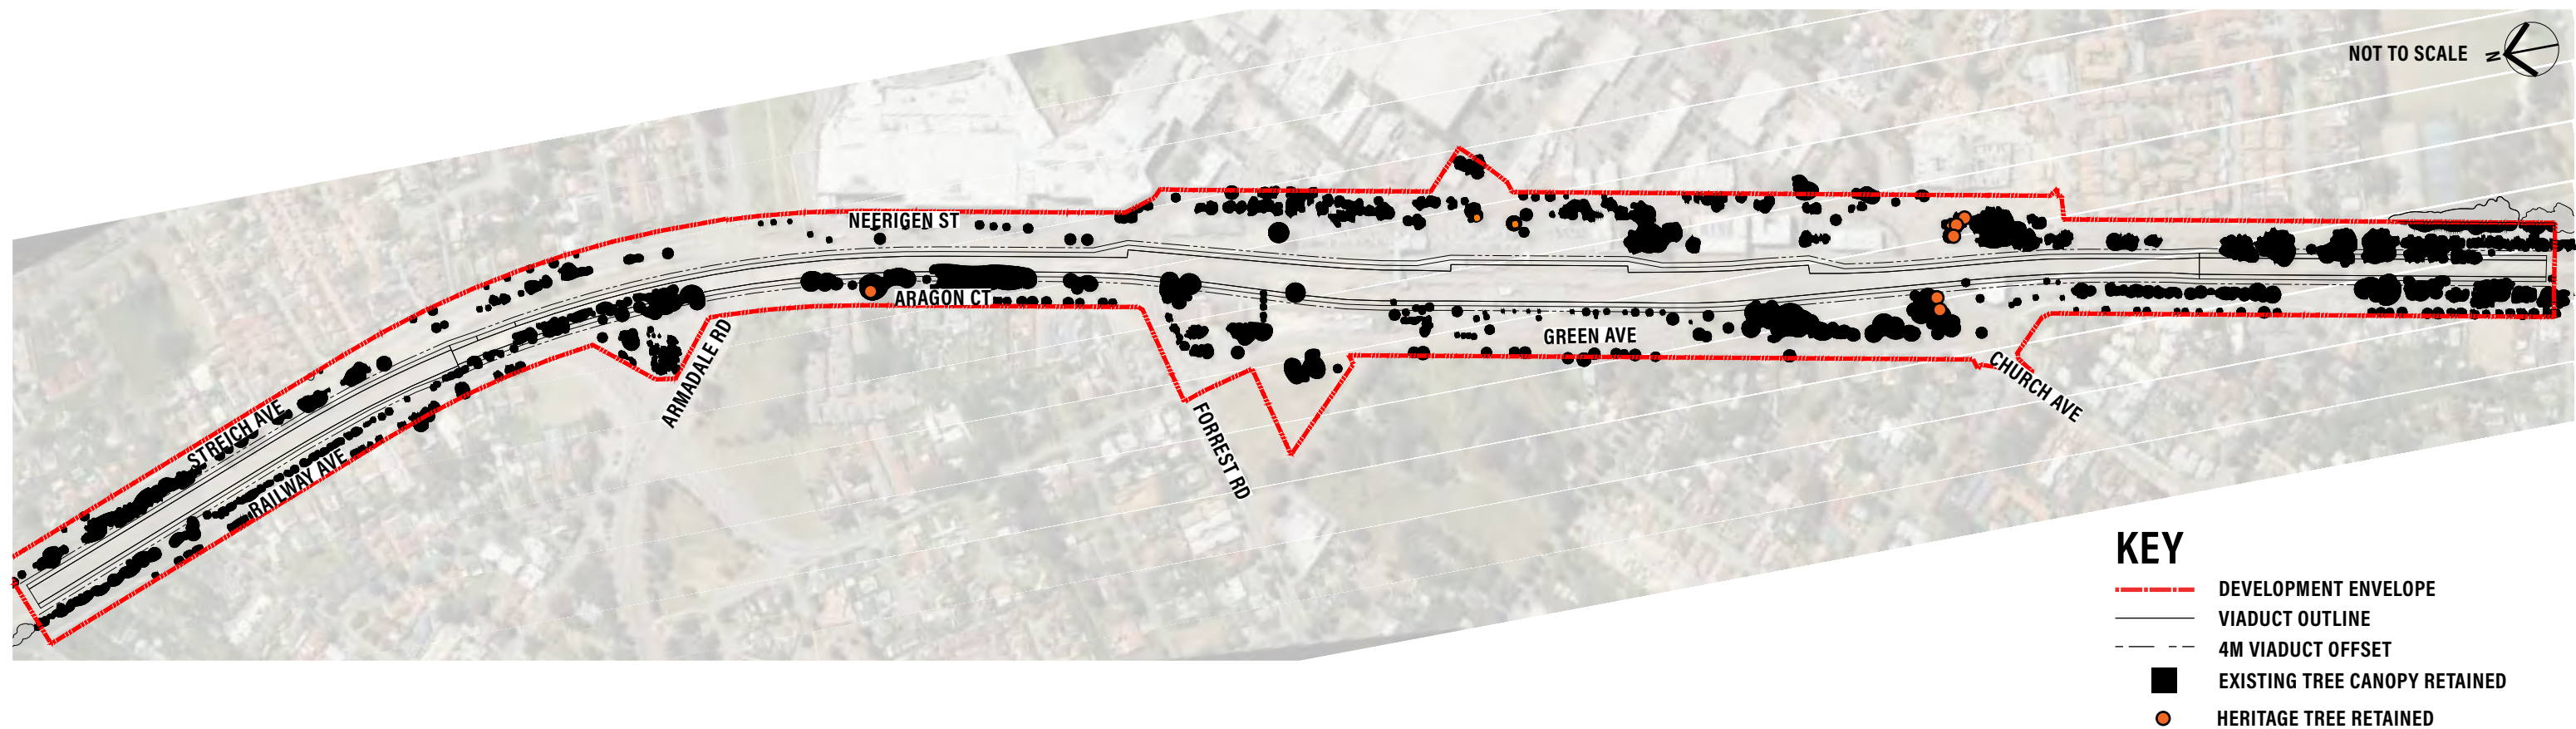 NOT TO SCALE
N
NEERIGEN ST
ARAGON CT
GREEN AVE
ARMADALE RD
CHURCH AVE
STREICH AVE
FORREST RD
RAILWAY AVE
KEY
DEVELOPMENT ENVELOPE
VIADUCT OUTLINE
4M VIADUCT OFFSET
EXISTING TREE CANOPY RETAINED
HERITAGE TREE RETAINED